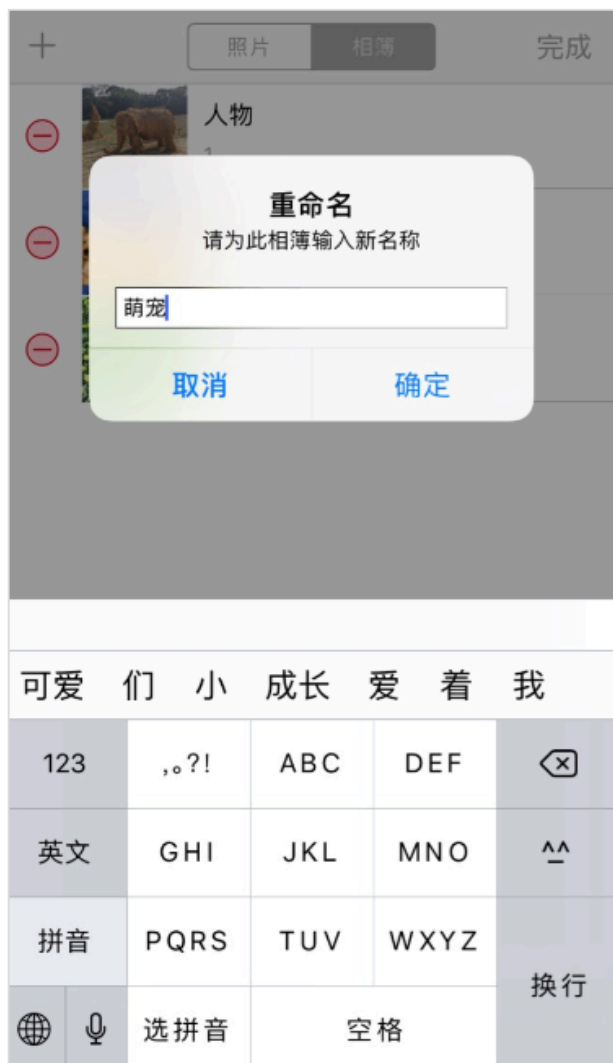 + 照片 相簿 完成
人物
1
重命名
请为此相簿输入新名称
萌宠
取消 确定
可爱 们 小 成长 爱 着 我
123 ,。?! ABC DEF
英文 GHI JKL MNO ^^
拼音 PQRS TUV WXYZ
换行
选拼音 空格